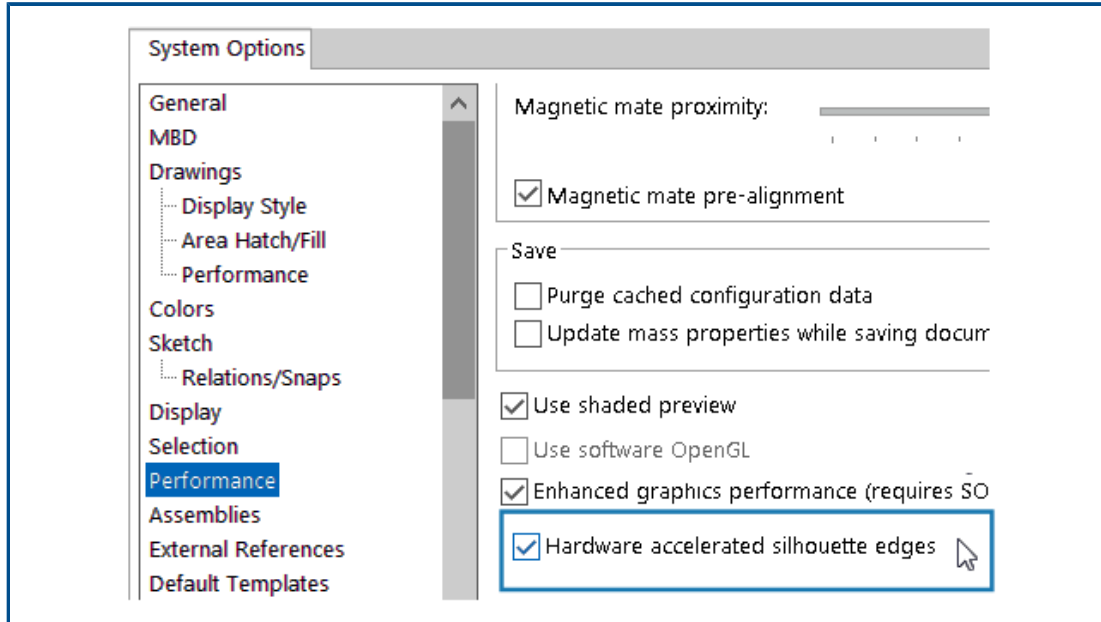 System Options
General
MBD
Drawings
Display Style
Area Hatch/Fill
Performance
Colors
Sketch
Relations/Snaps
Display
Selection
Performance
Assemblies
External References
Default Templates
Magnetic mate proximity:
Magnetic mate pre-alignment
Save
Purge cached configuration data
Update mass properties while saving docum
Use shaded preview
Use software OpenGL
Enhanced graphics performance (requires SO
Hardware accelerated silhouette edges